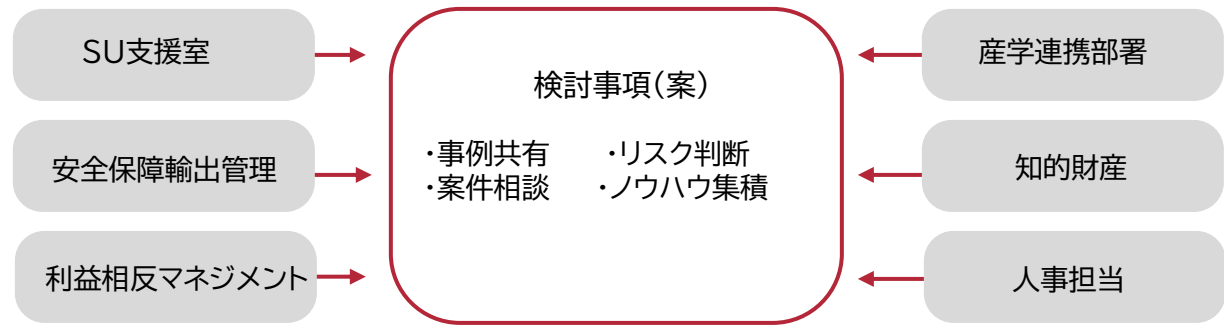 SU支援室
安全保障輸出管理
利益相反マネジメント
検討事項(案)
・事例共有　・リスク判断
・案件相談　・ノウハウ集積
産学連携部署
知的財産
人事担当